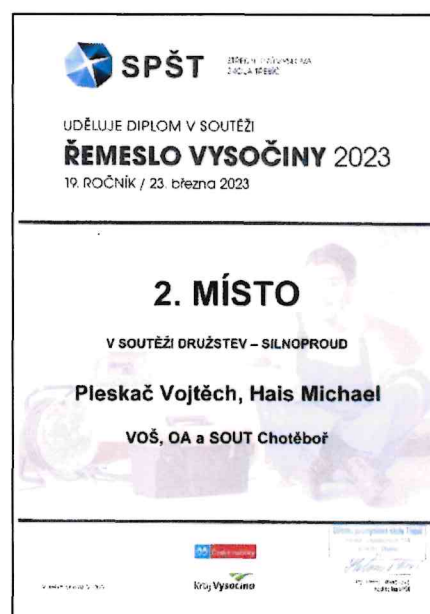 SPŠT
UDĚLUJE DIPLOM V SOUTĚŽI
ŘEMESLO VYSOČINY 2023
19. ROČNÍK / 23. března 2023
2. MÍSTO
V SOUTĚŽI DRUŽSTEV – SILNOPROUD
Pleskač Vojtěch, Hais Michael
VOŠ, OA a SOUT Chotěboř
Kraj Vysočina